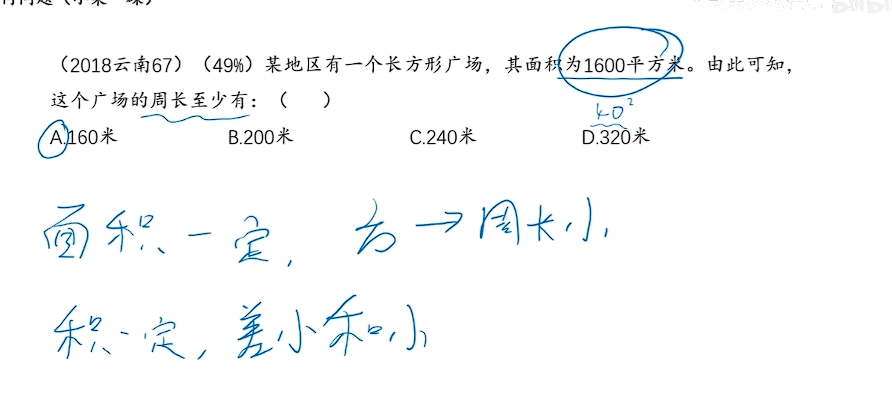 （2018云南67）（49%）某地区有一个长方形广场，其面积为1600平方米。由此可知，
这个广场的周长至少有：（ ）
40²
A.160米 B.200米 C.240米 D.320米
面积一定，方→周长小，
积一定，差小和小